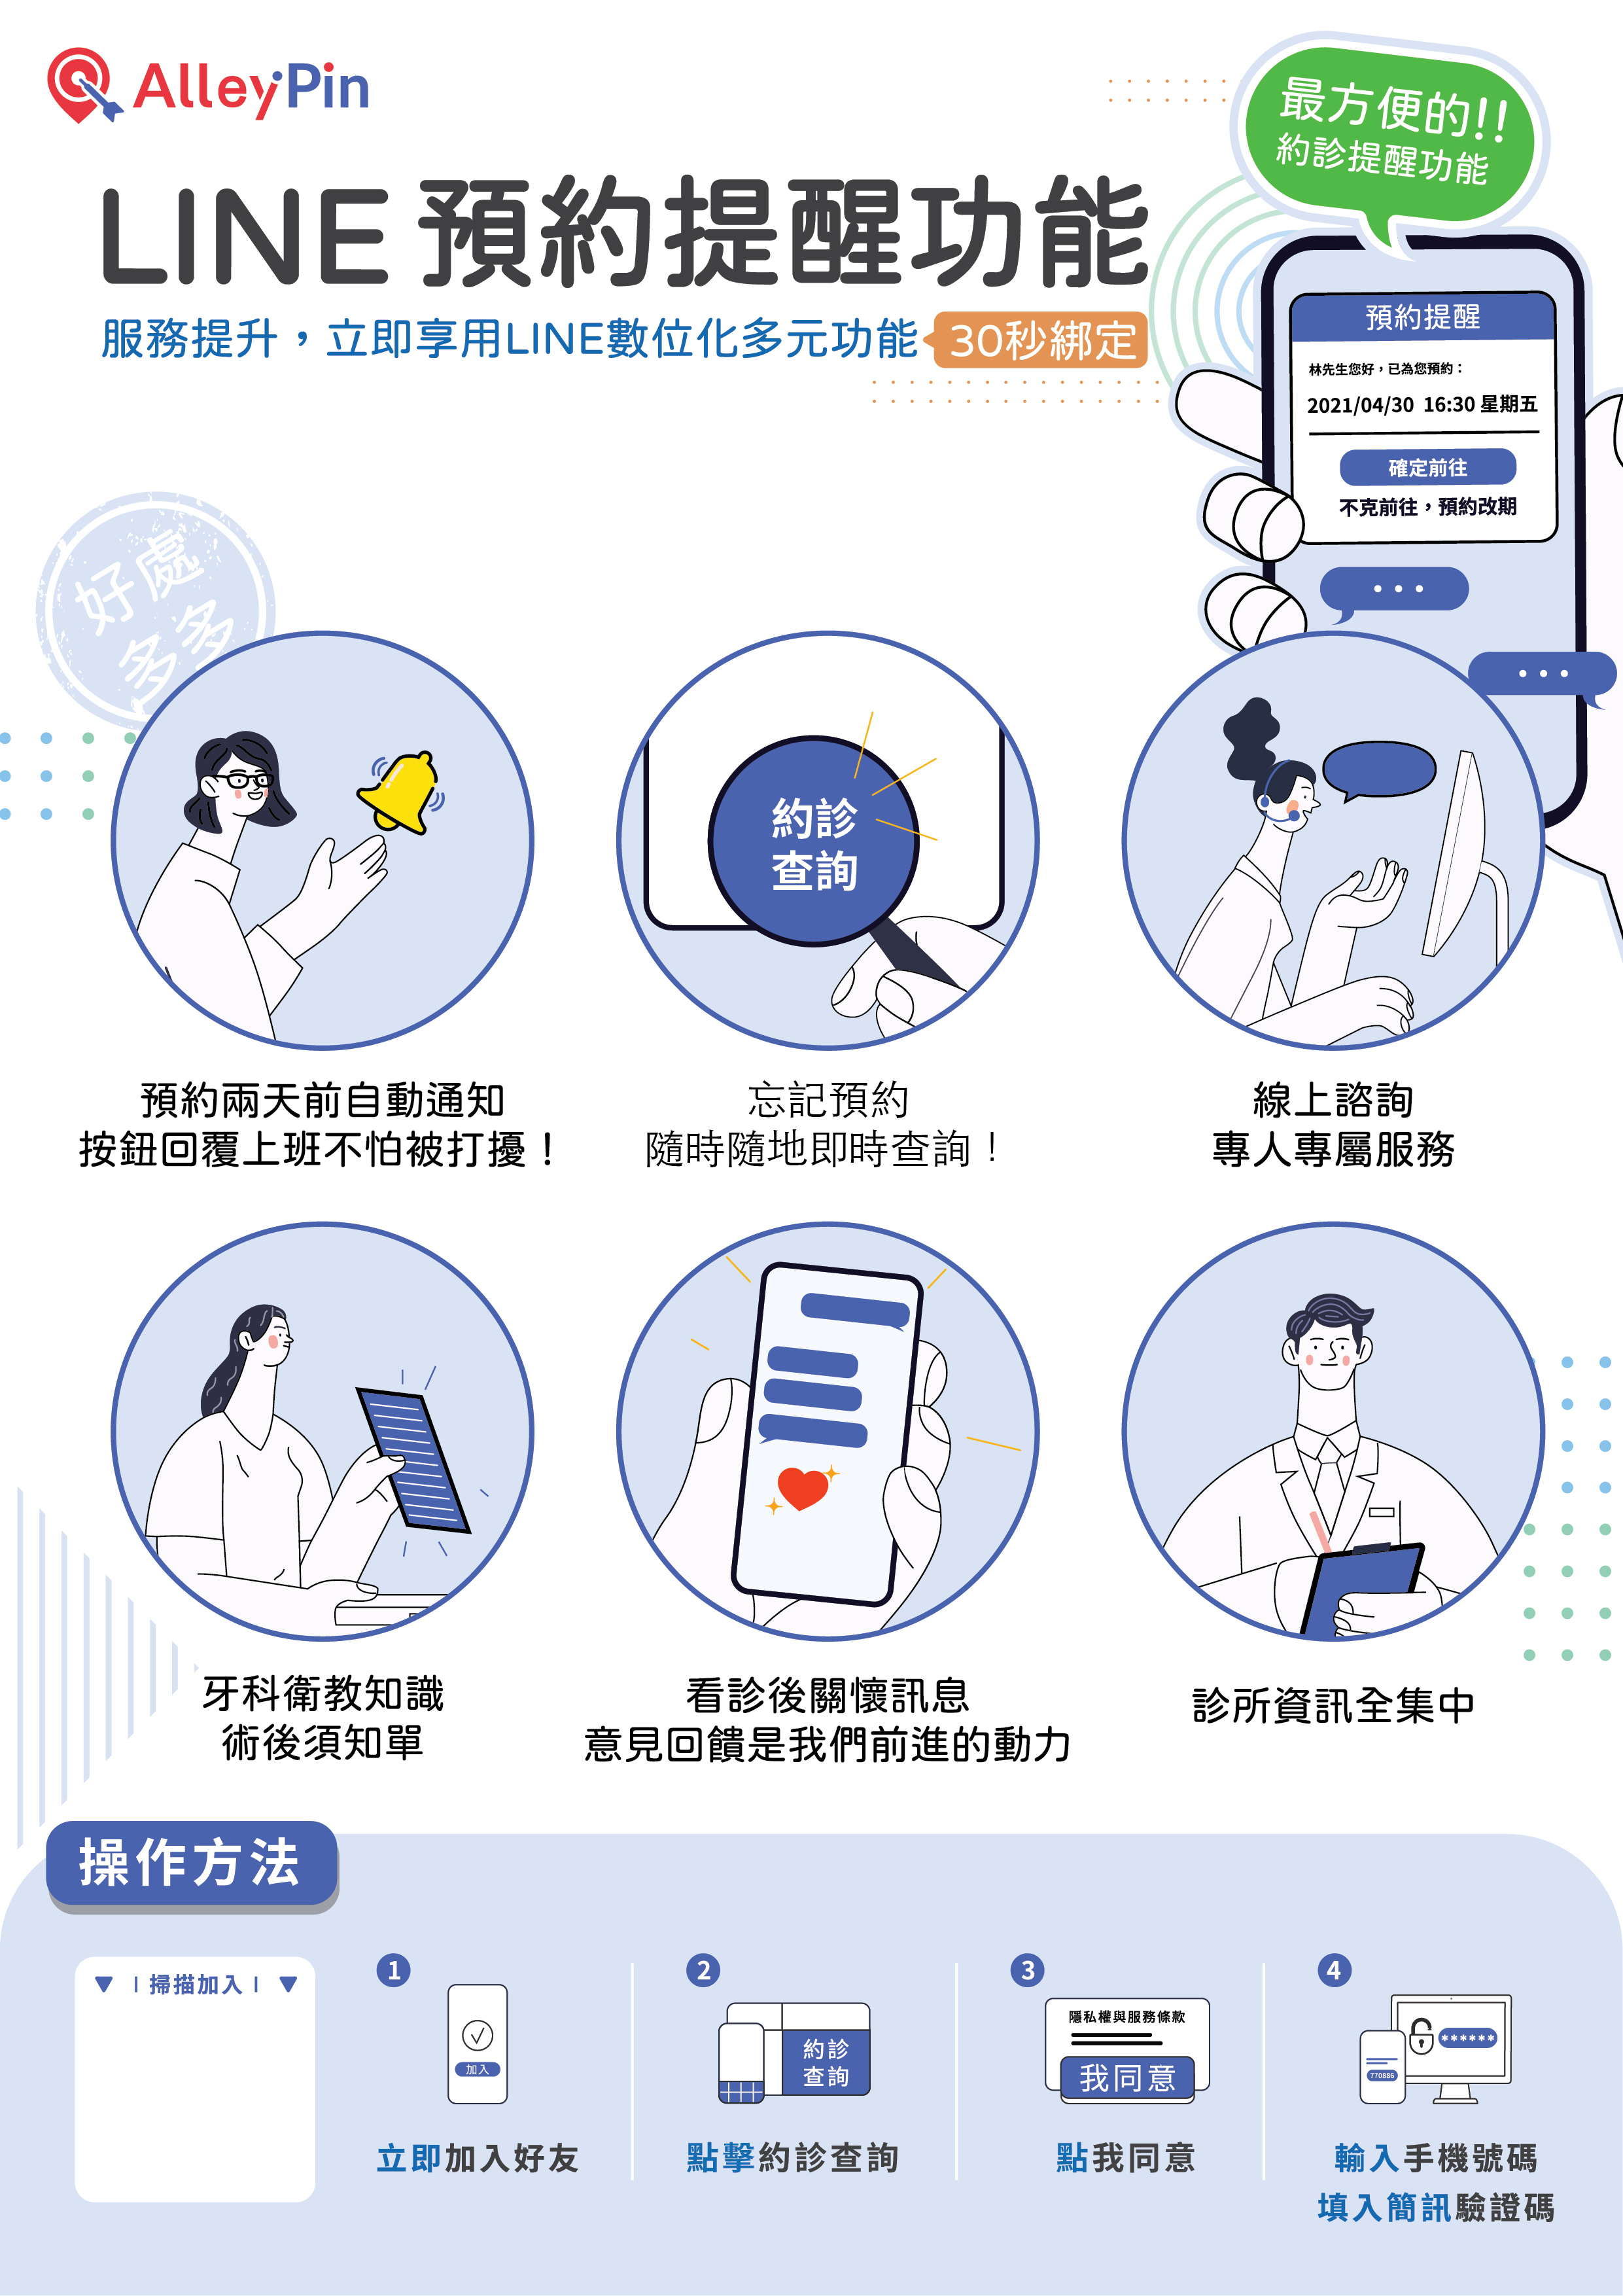 AlleyPin
最方便的!!
約診提醒功能
LINE 預約提醒功能
服務提升，立即享用LINE數位化多元功能
30秒綁定
預約提醒
林先生您好，已為您預約：
2021/04/30 16:30 星期五
確定前往
不克前往，預約改期
好處
多多
約診
查詢
預約兩天前自動通知
按鈕回覆上班不怕被打擾！
忘記預約
隨時隨地即時查詢！
線上諮詢
專人專屬服務
牙科衛教知識
術後須知單
看診後關懷訊息
意見回饋是我們前進的動力
診所資訊全集中
操作方法
▼ | 掃描加入 | ▼
1
加入
立即加入好友
2
約診
查詢
點擊約診查詢
3
隱私權與服務條款
我同意
點我同意
4
******
770886
輸入手機號碼
填入簡訊驗證碼